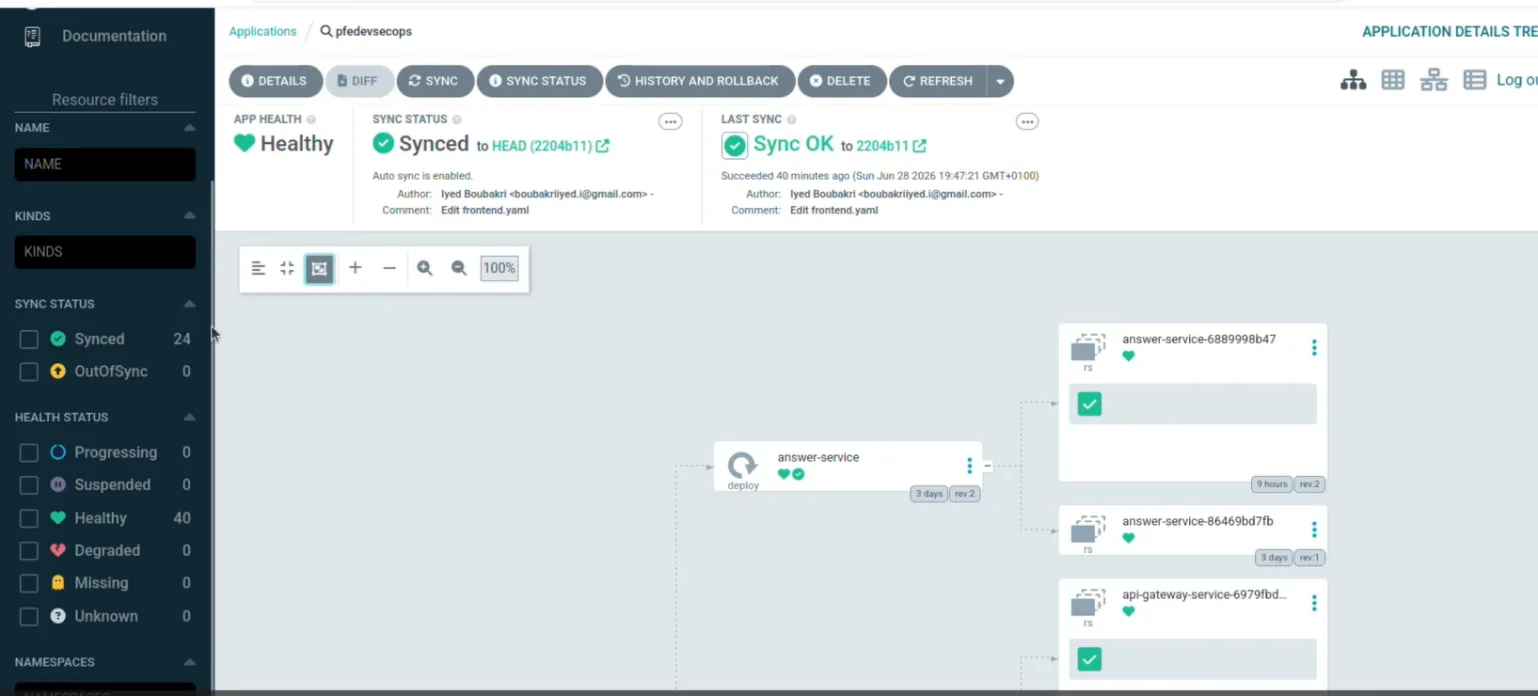 Documentation
Resource filters
NAME
NAME
KINDS
KINDS
SYNC STATUS
Synced 24
OutOfSync 0
HEALTH STATUS
Progressing 0
Suspended 0
Healthy 40
Degraded 0
Missing 0
Unknown 0
NAMESPACES
NAMESPACES
Applications / pfedevsecops
APPLICATION DETAILS TRE
DETAILS DIFF SYNC SYNC STATUS HISTORY AND ROLLBACK DELETE REFRESH
Log ou
APP HEALTH
Healthy
SYNC STATUS
Synced to HEAD (2204b11)
Auto sync is enabled.
Author: Iyed Boubakri <boubakriiyed.i@gmail.com> -
Comment: Edit frontend.yaml
LAST SYNC
Sync OK to 2204b11
Succeeded 40 minutes ago (Sun Jun 28 2026 19:47:21 GMT+0100)
Author: Iyed Boubakri <boubakriiyed.i@gmail.com> -
Comment: Edit frontend.yaml
100%
answer-service
deploy
3 days rev:2
answer-service-6889998b47
rs
9 hours rev:2
answer-service-86469bd7fb
rs
3 days rev:1
api-gateway-service-6979fbd...
rs